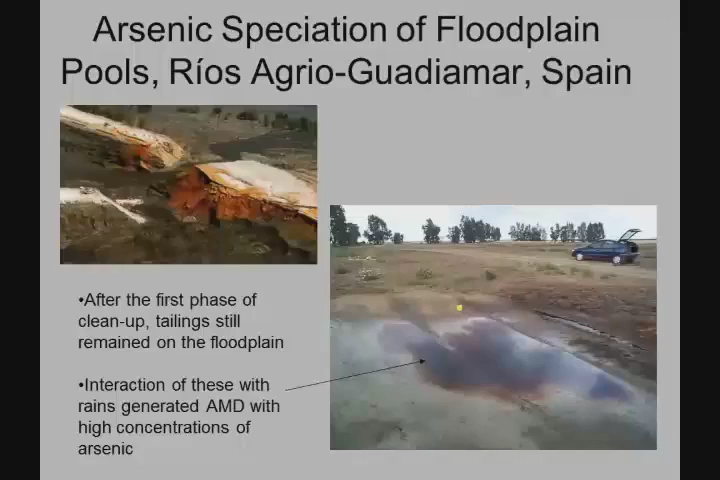 Arsenic Speciation of Floodplain
Pools, Ríos Agrio-Guadiamar, Spain
•After the first phase of
clean-up, tailings still
remained on the floodplain
•Interaction of these with
rains generated AMD with
high concentrations of
arsenic